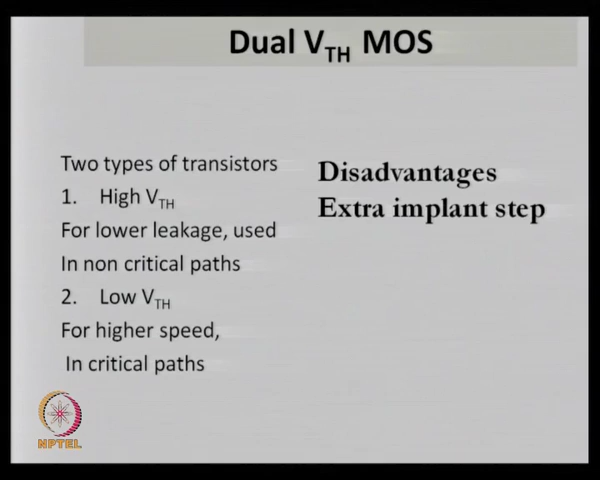 Dual VTH MOS
Two types of transistors
1. High VTH
For lower leakage, used
In non critical paths
2. Low VTH
For higher speed,
In critical paths
Disadvantages
Extra implant step
NPTEL